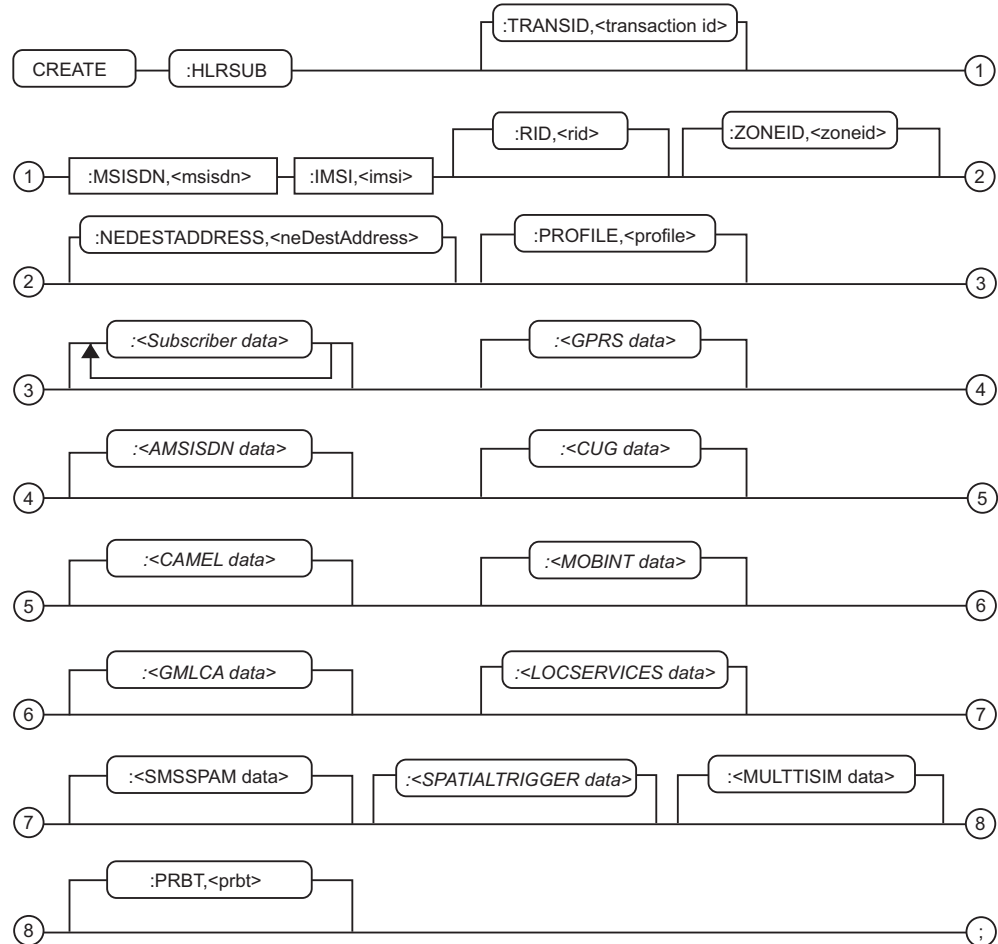 :TRANSID,<transaction id>
CREATE :HLRSUB 1
:RID,<rid> :ZONEID,<zoneid>
1 :MSISDN,<msisdn> :IMSI,<imsi> 2
:NEDESTADDRESS,<neDestAddress> :PROFILE,<profile>
2 3
:<Subscriber data> :<GPRS data>
3 4
:<AMSISDN data> :<CUG data>
4 5
:<CAMEL data> :<MOBINT data>
5 6
:<GMLCA data> :<LOCSERVICES data>
6 7
:<SMSSPAM data> :<SPATIALTRIGGER data> :<MULTTISIM data>
7 8
:PRBT,<prbt>
8 ;